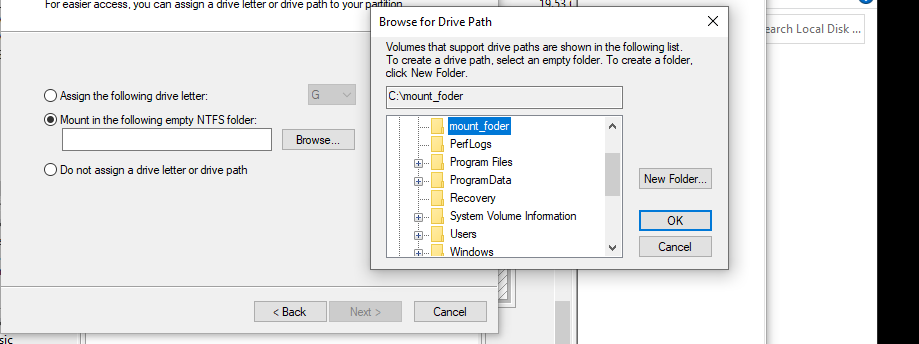 For easier access, you can assign a drive letter or drive path to your partition.
19.53
Browse for Drive Path
Volumes that support drive paths are shown in the following list.
To create a drive path, select an empty folder. To create a folder,
click New Folder.
earch Local Disk ...
Assign the following drive letter:
G
C:\mount_foder
Mount in the following empty NTFS folder:
Browse...
Do not assign a drive letter or drive path
mount_foder
PerfLogs
Program Files
ProgramData
Recovery
System Volume Information
Users
Windows
New Folder...
OK
Cancel
< Back
Next >
Cancel
sic